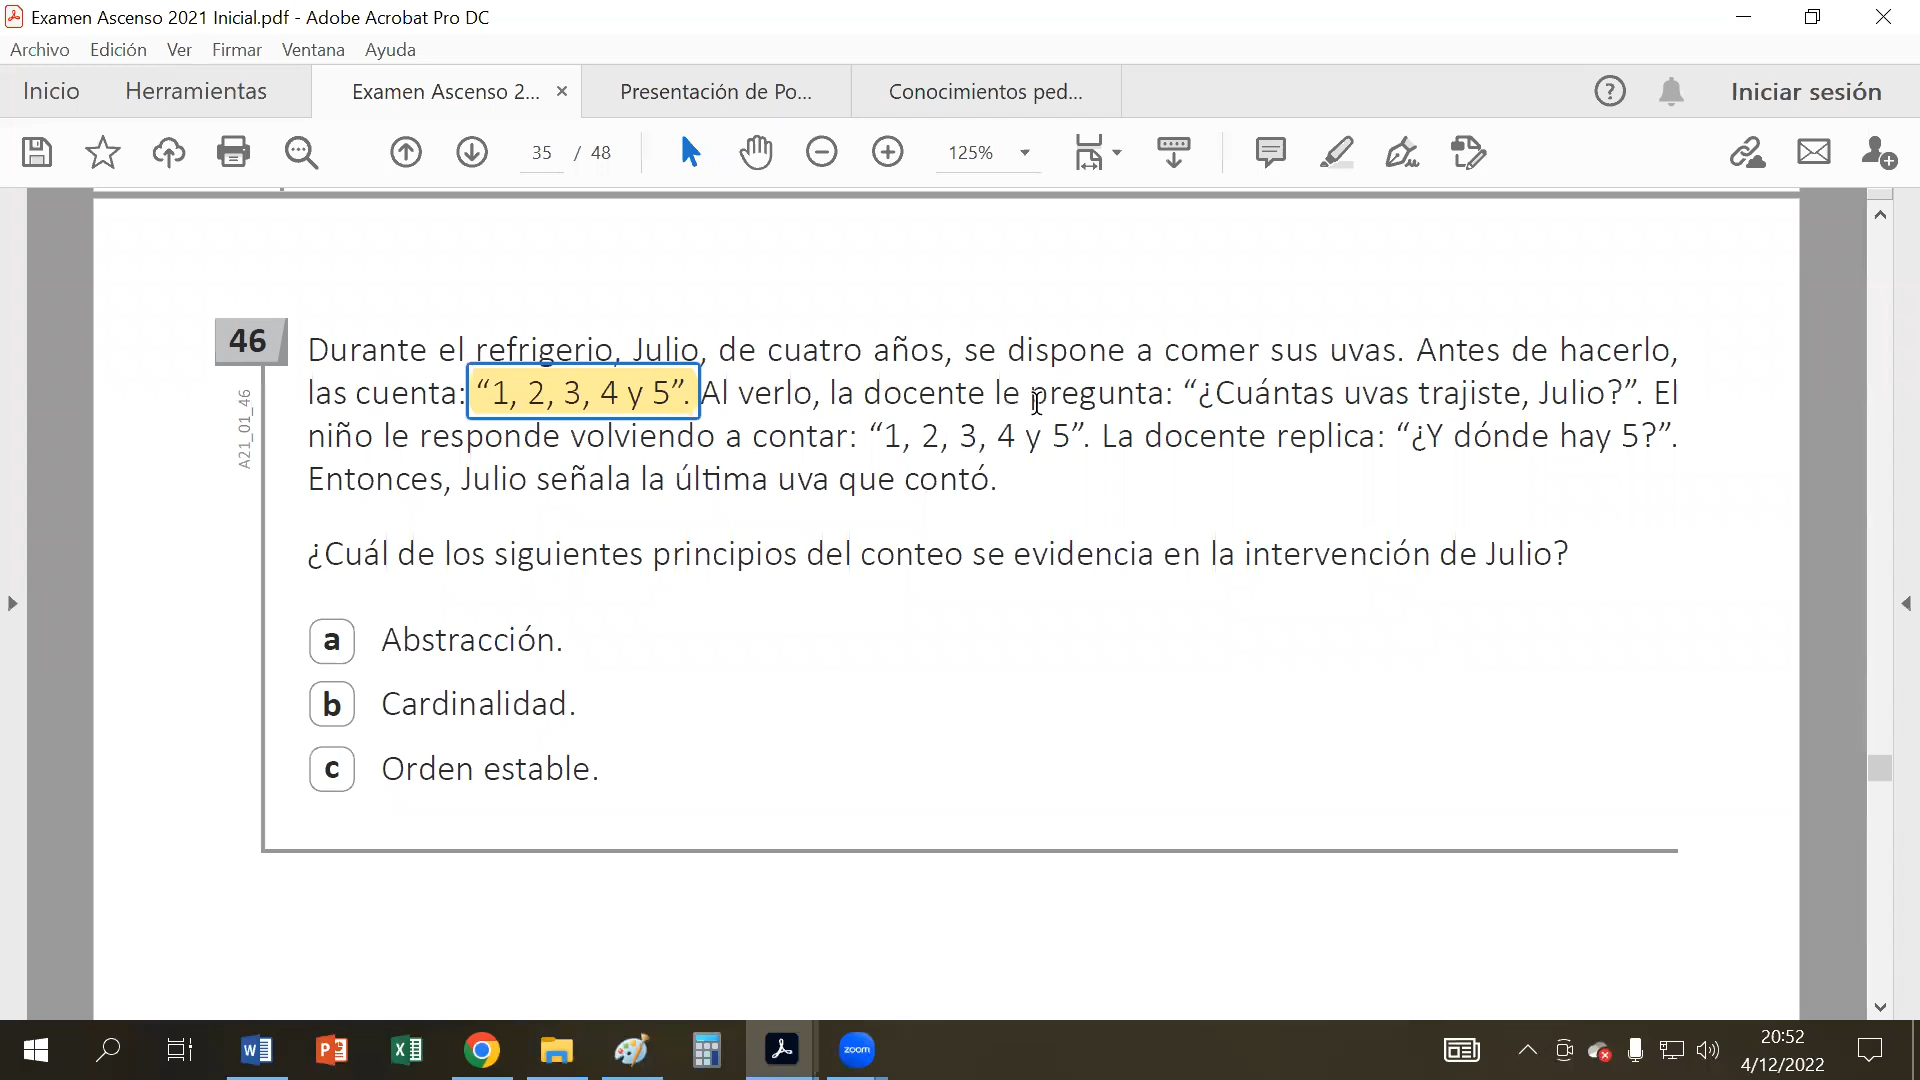 Examen Ascenso 2021 Inicial.pdf - Adobe Acrobat Pro DC
Archivo Edición Ver Firmar Ventana Ayuda
Inicio Herramientas Examen Ascenso 2... × Presentación de Po... Conocimientos ped... Iniciar sesión
35 / 48 125%
46
Durante el refrigerio, Julio, de cuatro años, se dispone a comer sus uvas. Antes de hacerlo,
las cuenta: “1, 2, 3, 4 y 5”. Al verlo, la docente le pregunta: “¿Cuántas uvas trajiste, Julio?”. El
niño le responde volviendo a contar: “1, 2, 3, 4 y 5”. La docente replica: “¿Y dónde hay 5?”.
Entonces, Julio señala la última uva que contó.
A21_01_46
¿Cuál de los siguientes principios del conteo se evidencia en la intervención de Julio?
a Abstracción.
b Cardinalidad.
c Orden estable.
zoom
20:52
4/12/2022